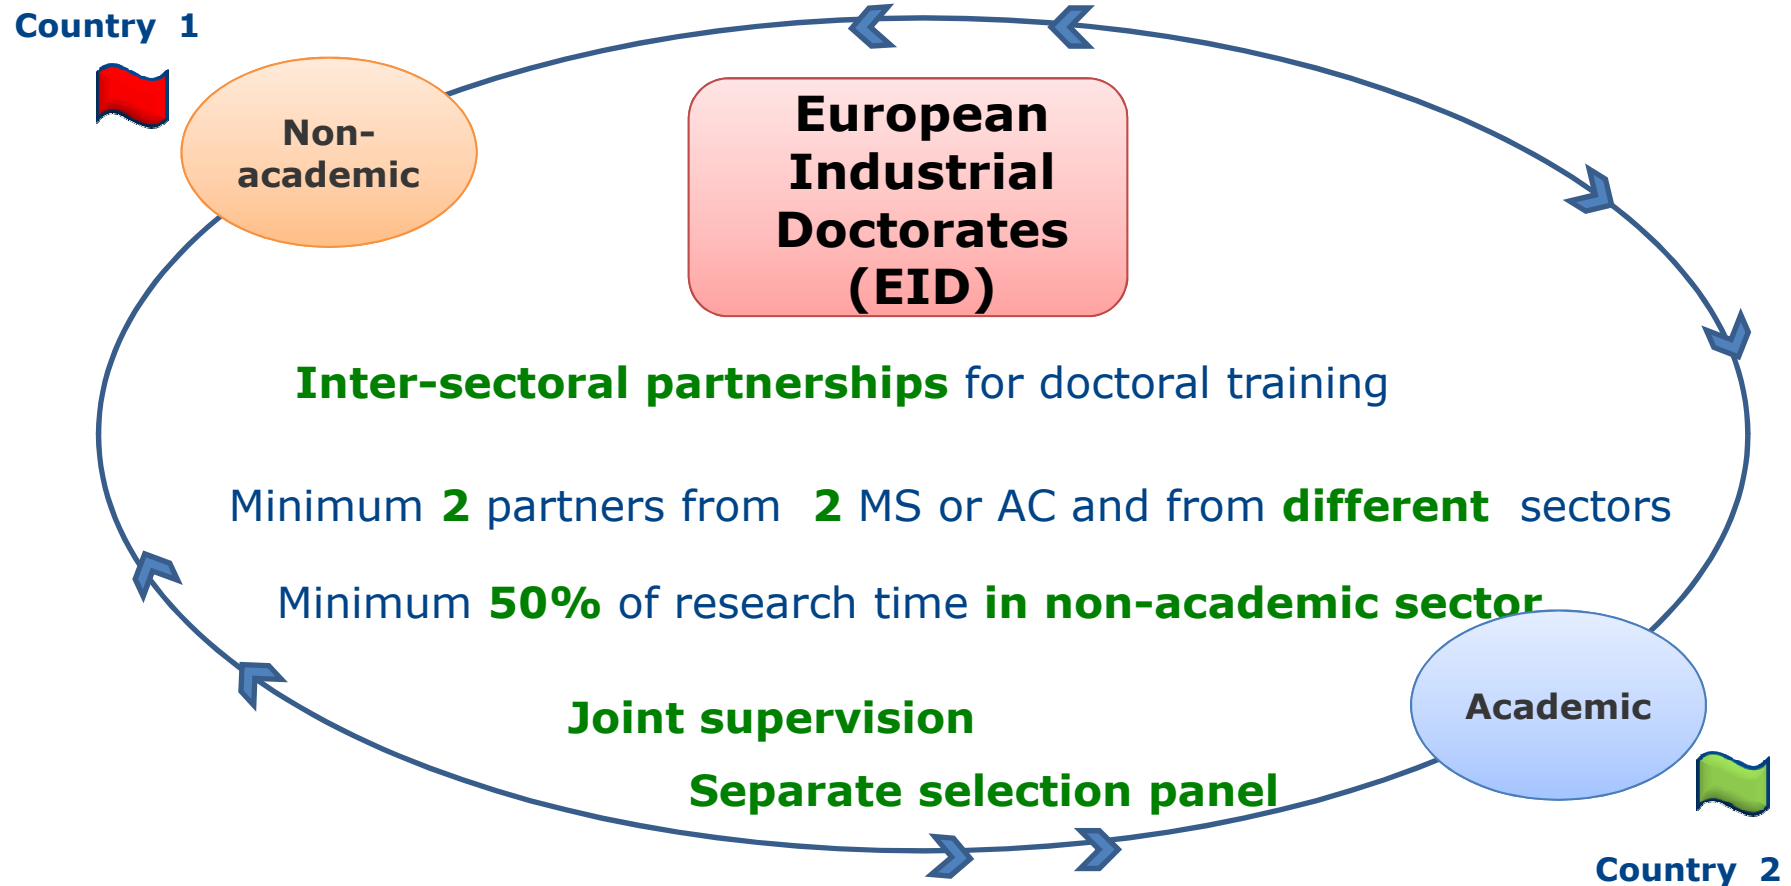 Country 1
Non-
academic
European
Industrial
Doctorates
(EID)
Inter-sectoral partnerships for doctoral training
Minimum 2 partners from 2 MS or AC and from different sectors
Minimum 50% of research time in non-academic sector
Joint supervision
Academic
Separate selection panel
Country 2